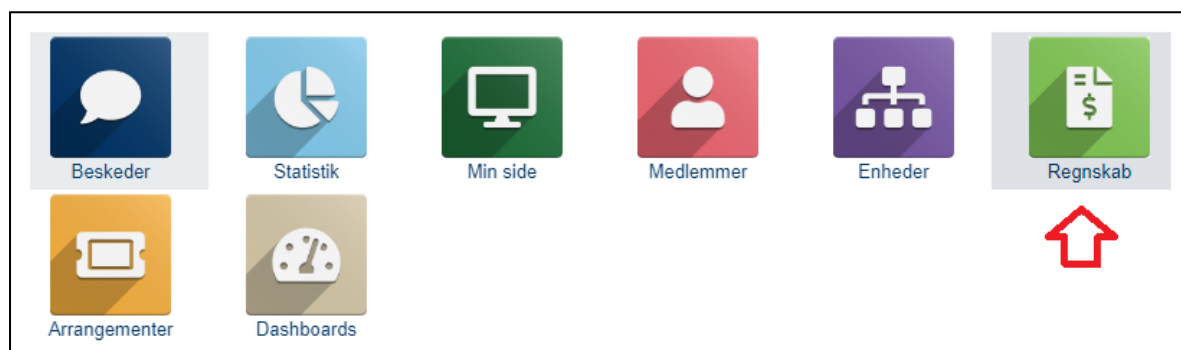 Beskeder Statistik Min side Medlemmer Enheder Regnskab
Arrangementer Dashboards